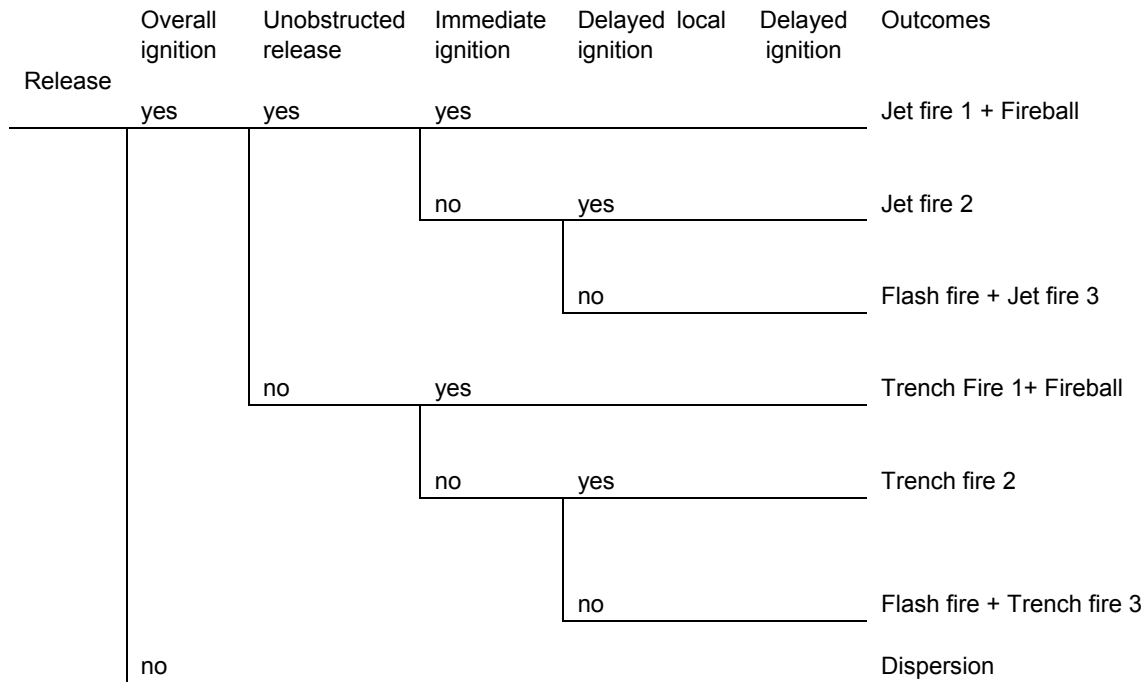 Overall ignition
Unobstructed release
Immediate ignition
Delayed local ignition
Delayed ignition
Outcomes
Release
yes yes yes Jet fire 1 + Fireball
no yes Jet fire 2
no Flash fire + Jet fire 3
no yes Trench Fire 1+ Fireball
no yes Trench fire 2
no Flash fire + Trench fire 3
no Dispersion